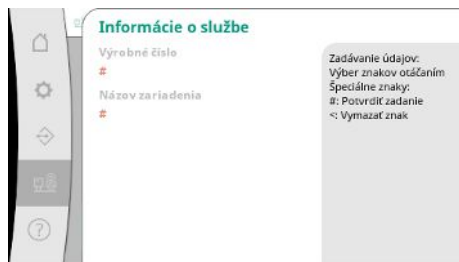 Informácie o službe
Výrobné číslo
#
Názov zariadenia
#
Zadávanie údajov:
Výber znakov otáčaním
Špeciálne znaky:
#: Potvrdiť zadanie
<: Vymazať znak